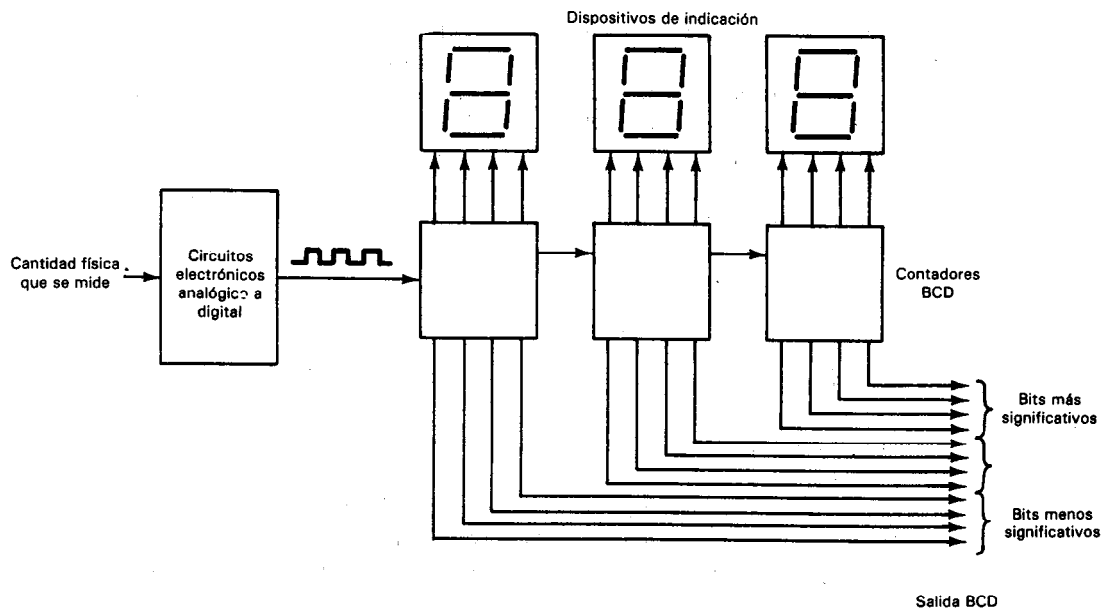 Dispositivos de indicación
Cantidad física
que se mide
Circuitos
electrónicos
analógico a
digital
Contadores
BCD
Bits más
significativos
Bits menos
significativos
Salida BCD